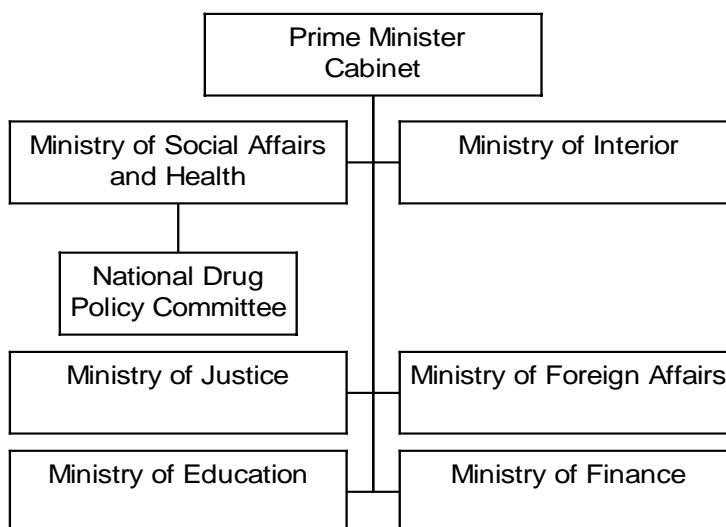 Prime Minister
Cabinet
Ministry of Social Affairs
and Health
Ministry of Interior
National Drug
Policy Committee
Ministry of Justice
Ministry of Foreign Affairs
Ministry of Education
Ministry of Finance